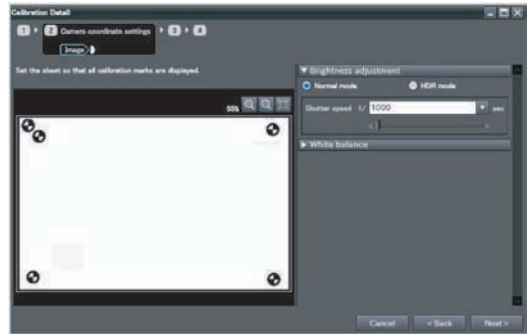 Calibration Data0
1 2 Camera coordinate settings 3 4
Image
Set the sheet so that all calibration marks are displayed.
55%
▼ Brightness adjustment
Normal mode HDR mode
Shutter speed 1/ 1000 sec
▶ White balance
Cancel < Back Next >